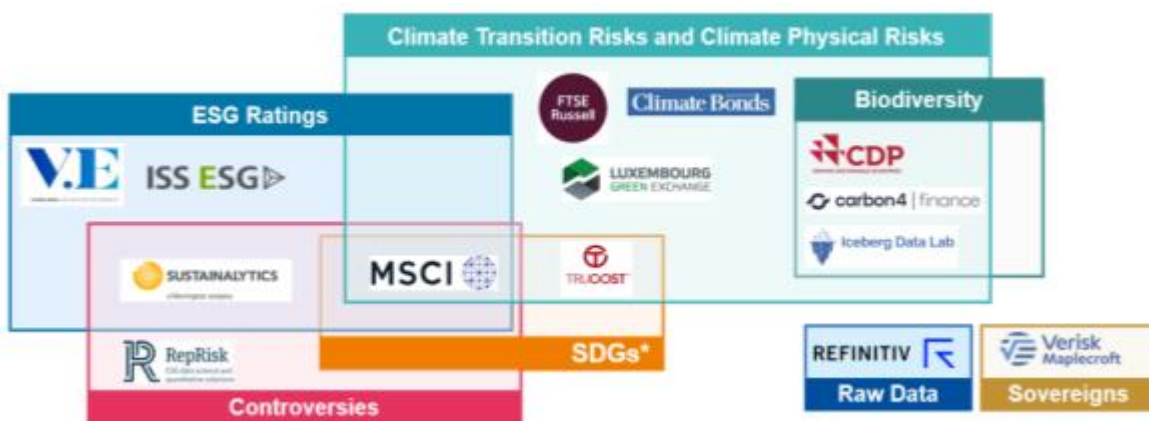 Climate Transition Risks and Climate Physical Risks
FTSE
Russell
Climate Bonds
Biodiversity
ESG Ratings
V.E
ISS ESG
LUXEMBOURG
GREEN EXCHANGE
CDP
carbon4 | finance
Iceberg Data Lab
SUSTAINALYTICS
MSCI
TRUCOST
RepRisk
SDGs*
Controversies
REFINITIV
Raw Data
Verisk
Maplecroft
Sovereigns